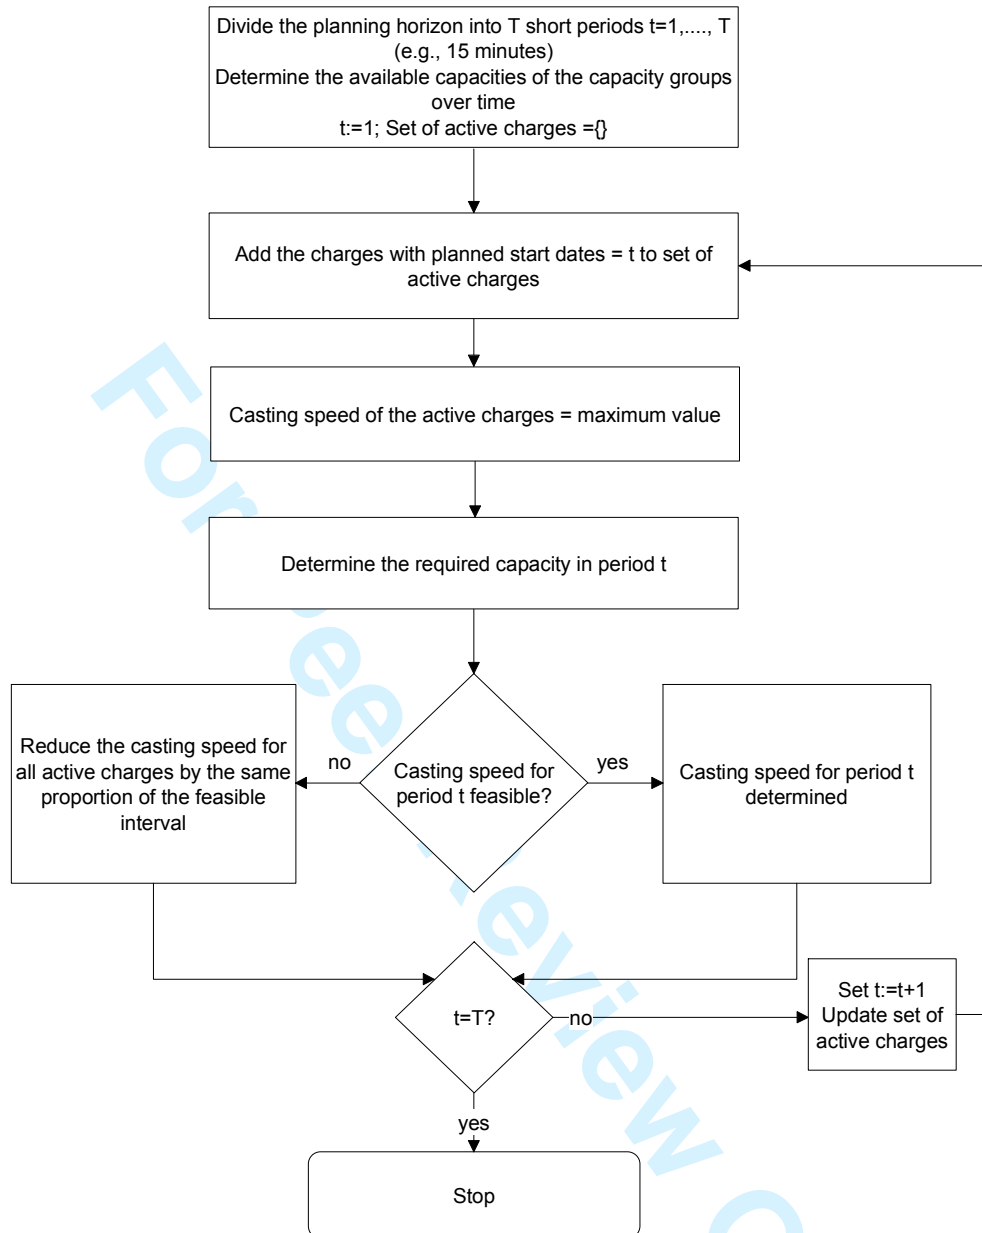 Divide the planning horizon into T short periods t=1,...., T
(e.g., 15 minutes)
Determine the available capacities of the capacity groups
over time
t:=1; Set of active charges ={}
Add the charges with planned start dates = t to set of
active charges
Casting speed of the active charges = maximum value
Determine the required capacity in period t
Reduce the casting speed for
all active charges by the same
proportion of the feasible
interval
no
Casting speed for
period t feasible?
yes
Casting speed for period t
determined
t=T?
no
Set t:=t+1
Update set of
active charges
yes
Stop
For Peer Review O